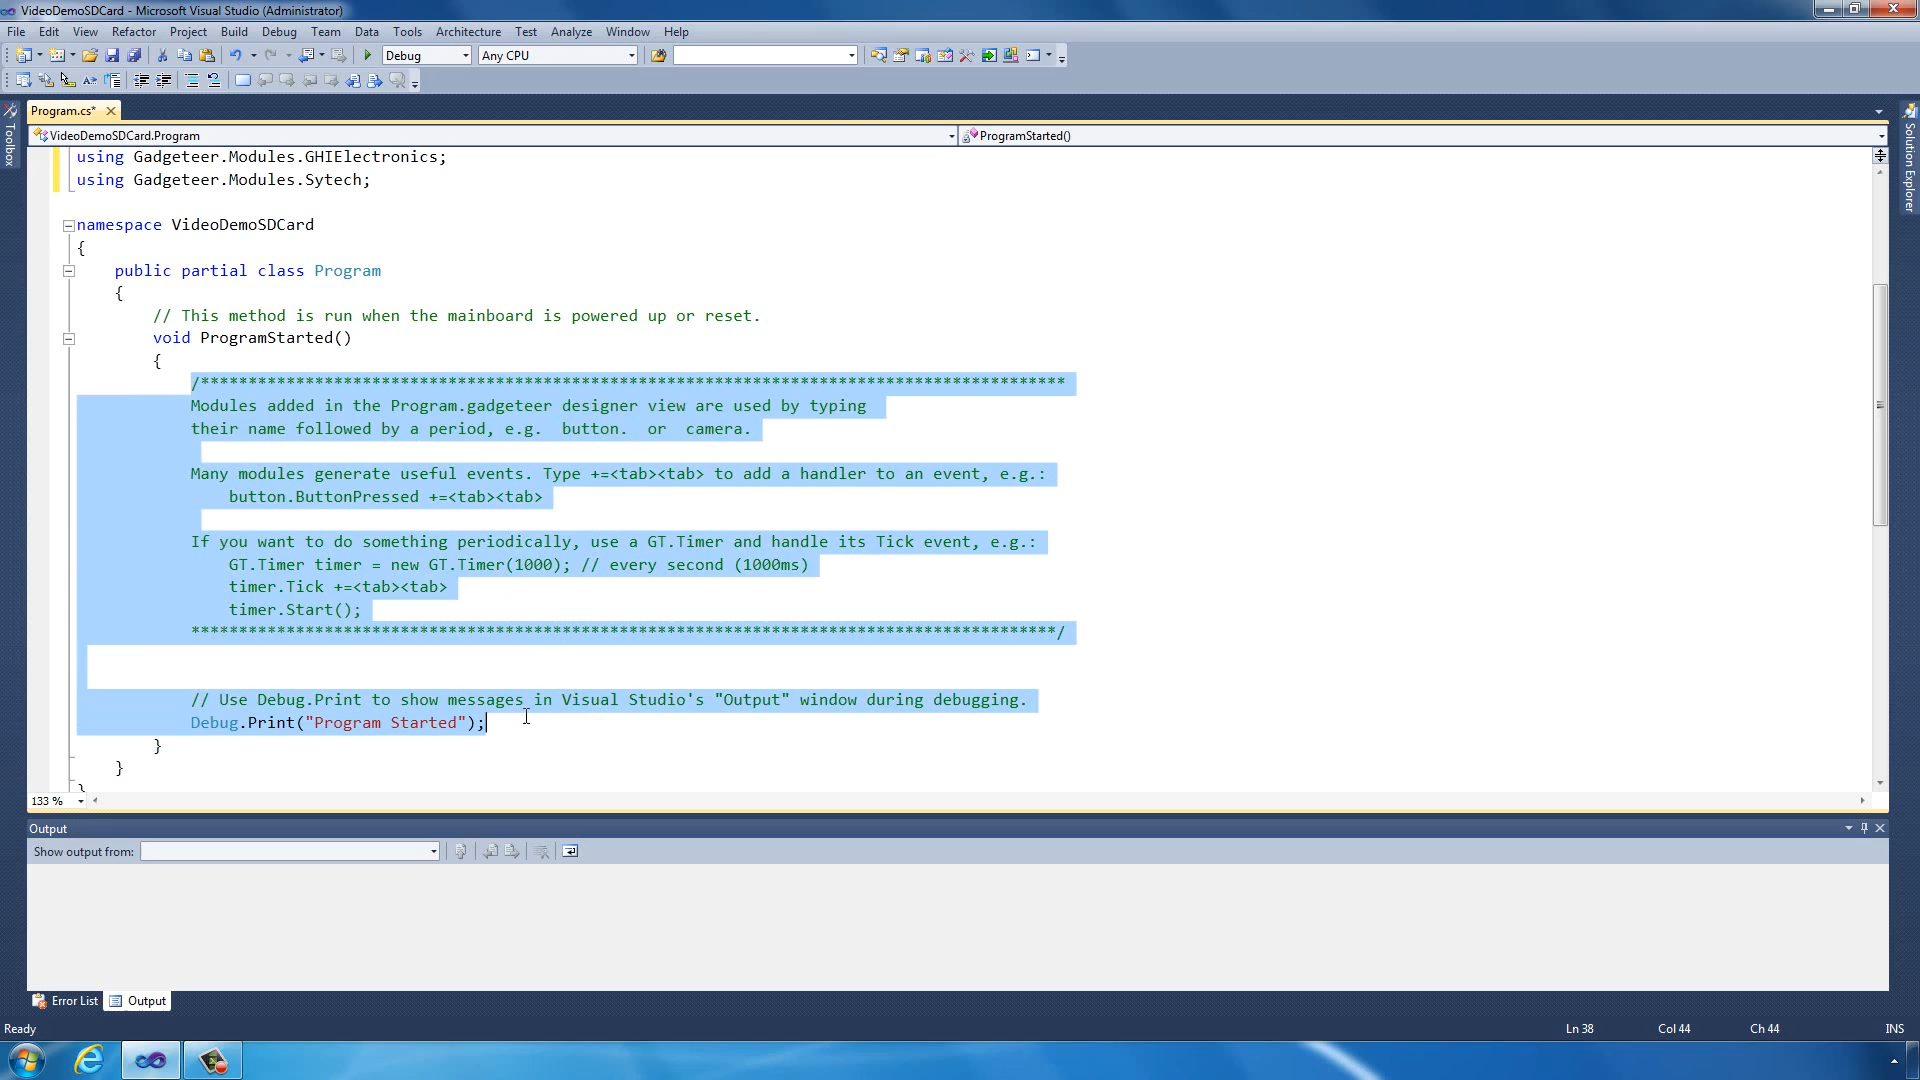 VideoDemoSDCard - Microsoft Visual Studio (Administrator)
File Edit View Refactor Project Build Debug Team Data Tools Architecture Test Analyze Window Help
Debug Any CPU
Program.cs*
Toolbox
Solution Explorer
VideoDemoSDCard.Program ProgramStarted()
using Gadgeteer.Modules.GHIElectronics;
using Gadgeteer.Modules.Sytech;
namespace VideoDemoSDCard
{
public partial class Program
{
// This method is run when the mainboard is powered up or reset.
void ProgramStarted()
{
/*******************************************************************************************
Modules added in the Program.gadgeteer designer view are used by typing
their name followed by a period, e.g.  button.  or  camera.
Many modules generate useful events. Type +=<tab><tab> to add a handler to an event, e.g.:
button.ButtonPressed +=<tab><tab>
If you want to do something periodically, use a GT.Timer and handle its Tick event, e.g.:
GT.Timer timer = new GT.Timer(1000); // every second (1000ms)
timer.Tick +=<tab><tab>
timer.Start();
*******************************************************************************************/
// Use Debug.Print to show messages in Visual Studio's "Output" window during debugging.
Debug.Print("Program Started");
}
}
}
133 %
Output
Show output from:
Error List Output
Ready Ln 38 Col 44 Ch 44 INS